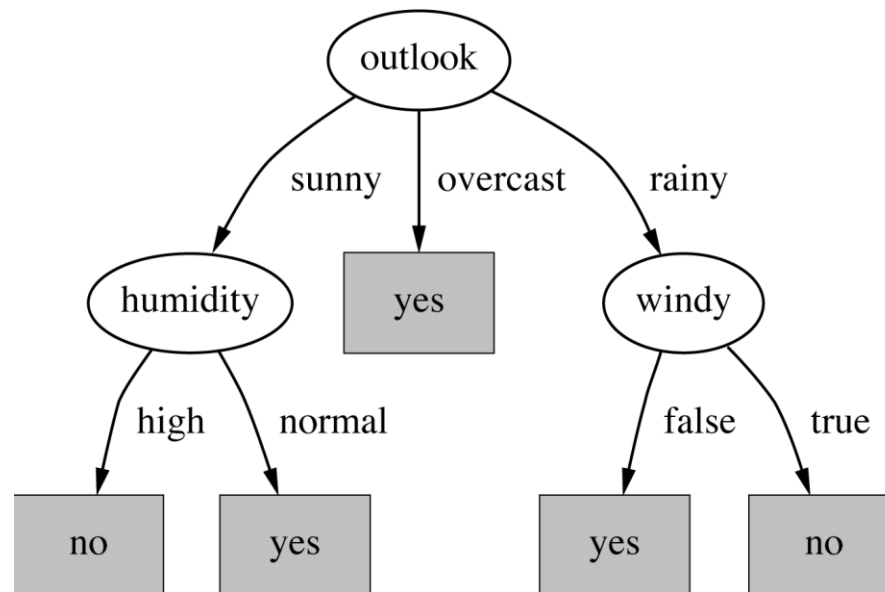 outlook
sunny overcast rainy
humidity yes windy
high normal false true
no yes yes no